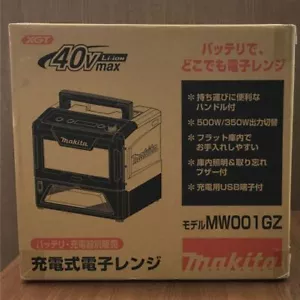 XGT
40Vmax
Li-ion
バッテリで、
どこでも電子レンジ
＊持ち運びに便利な
ハンドル付
＊500W/350W出力切替
＊フラット庫内で
お手入れしやすい
＊庫内照明&取り忘れ
ブザー付
＊充電用USB端子付
makita
モデルMW001GZ
バッテリ・充電器別販売
充電式電子レンジ
makita